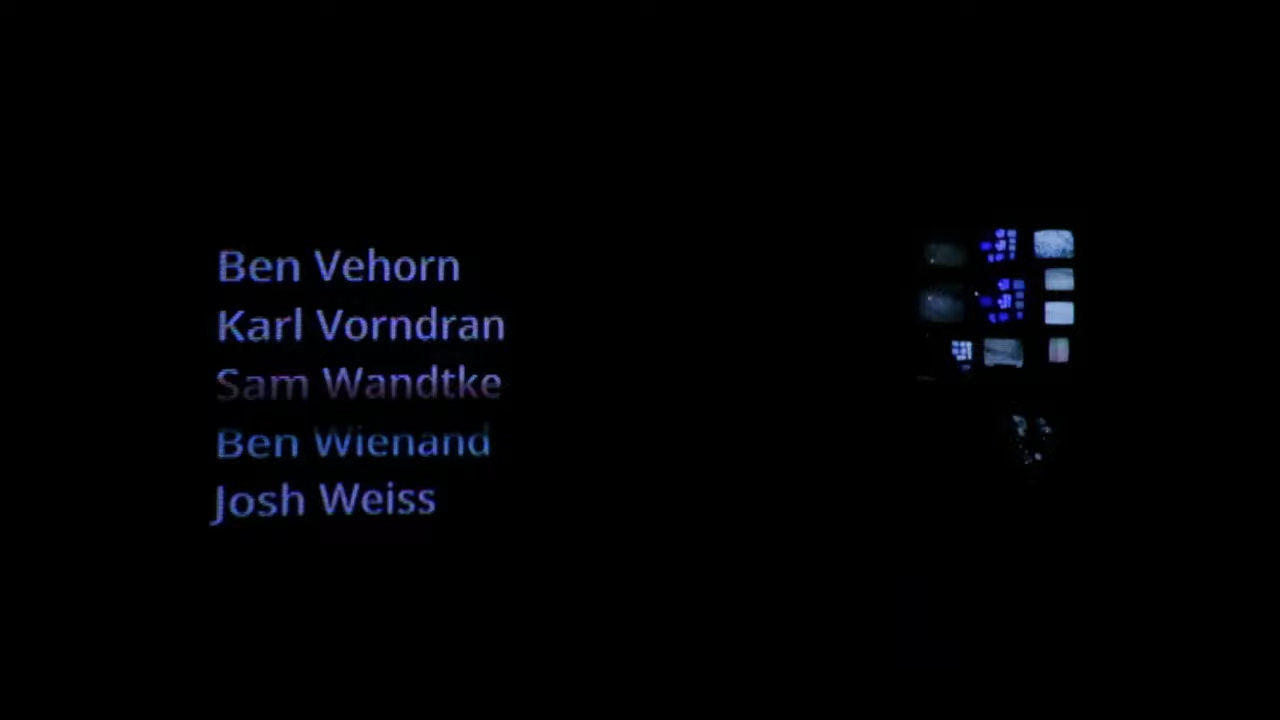 Ben Vehorn
Karl Vorndran
Sam Wandtke
Ben Wienand
Josh Weiss